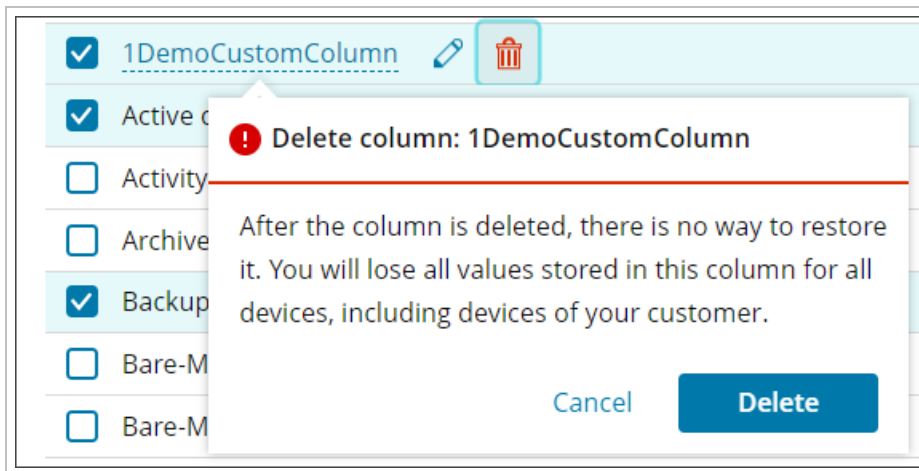 1DemoCustomColumn
Active
Delete column: 1DemoCustomColumn
Activity
After the column is deleted, there is no way to restore
Archive
it. You will lose all values stored in this column for all
Backup
devices, including devices of your customer.
Bare-M
Cancel Delete
Bare-M